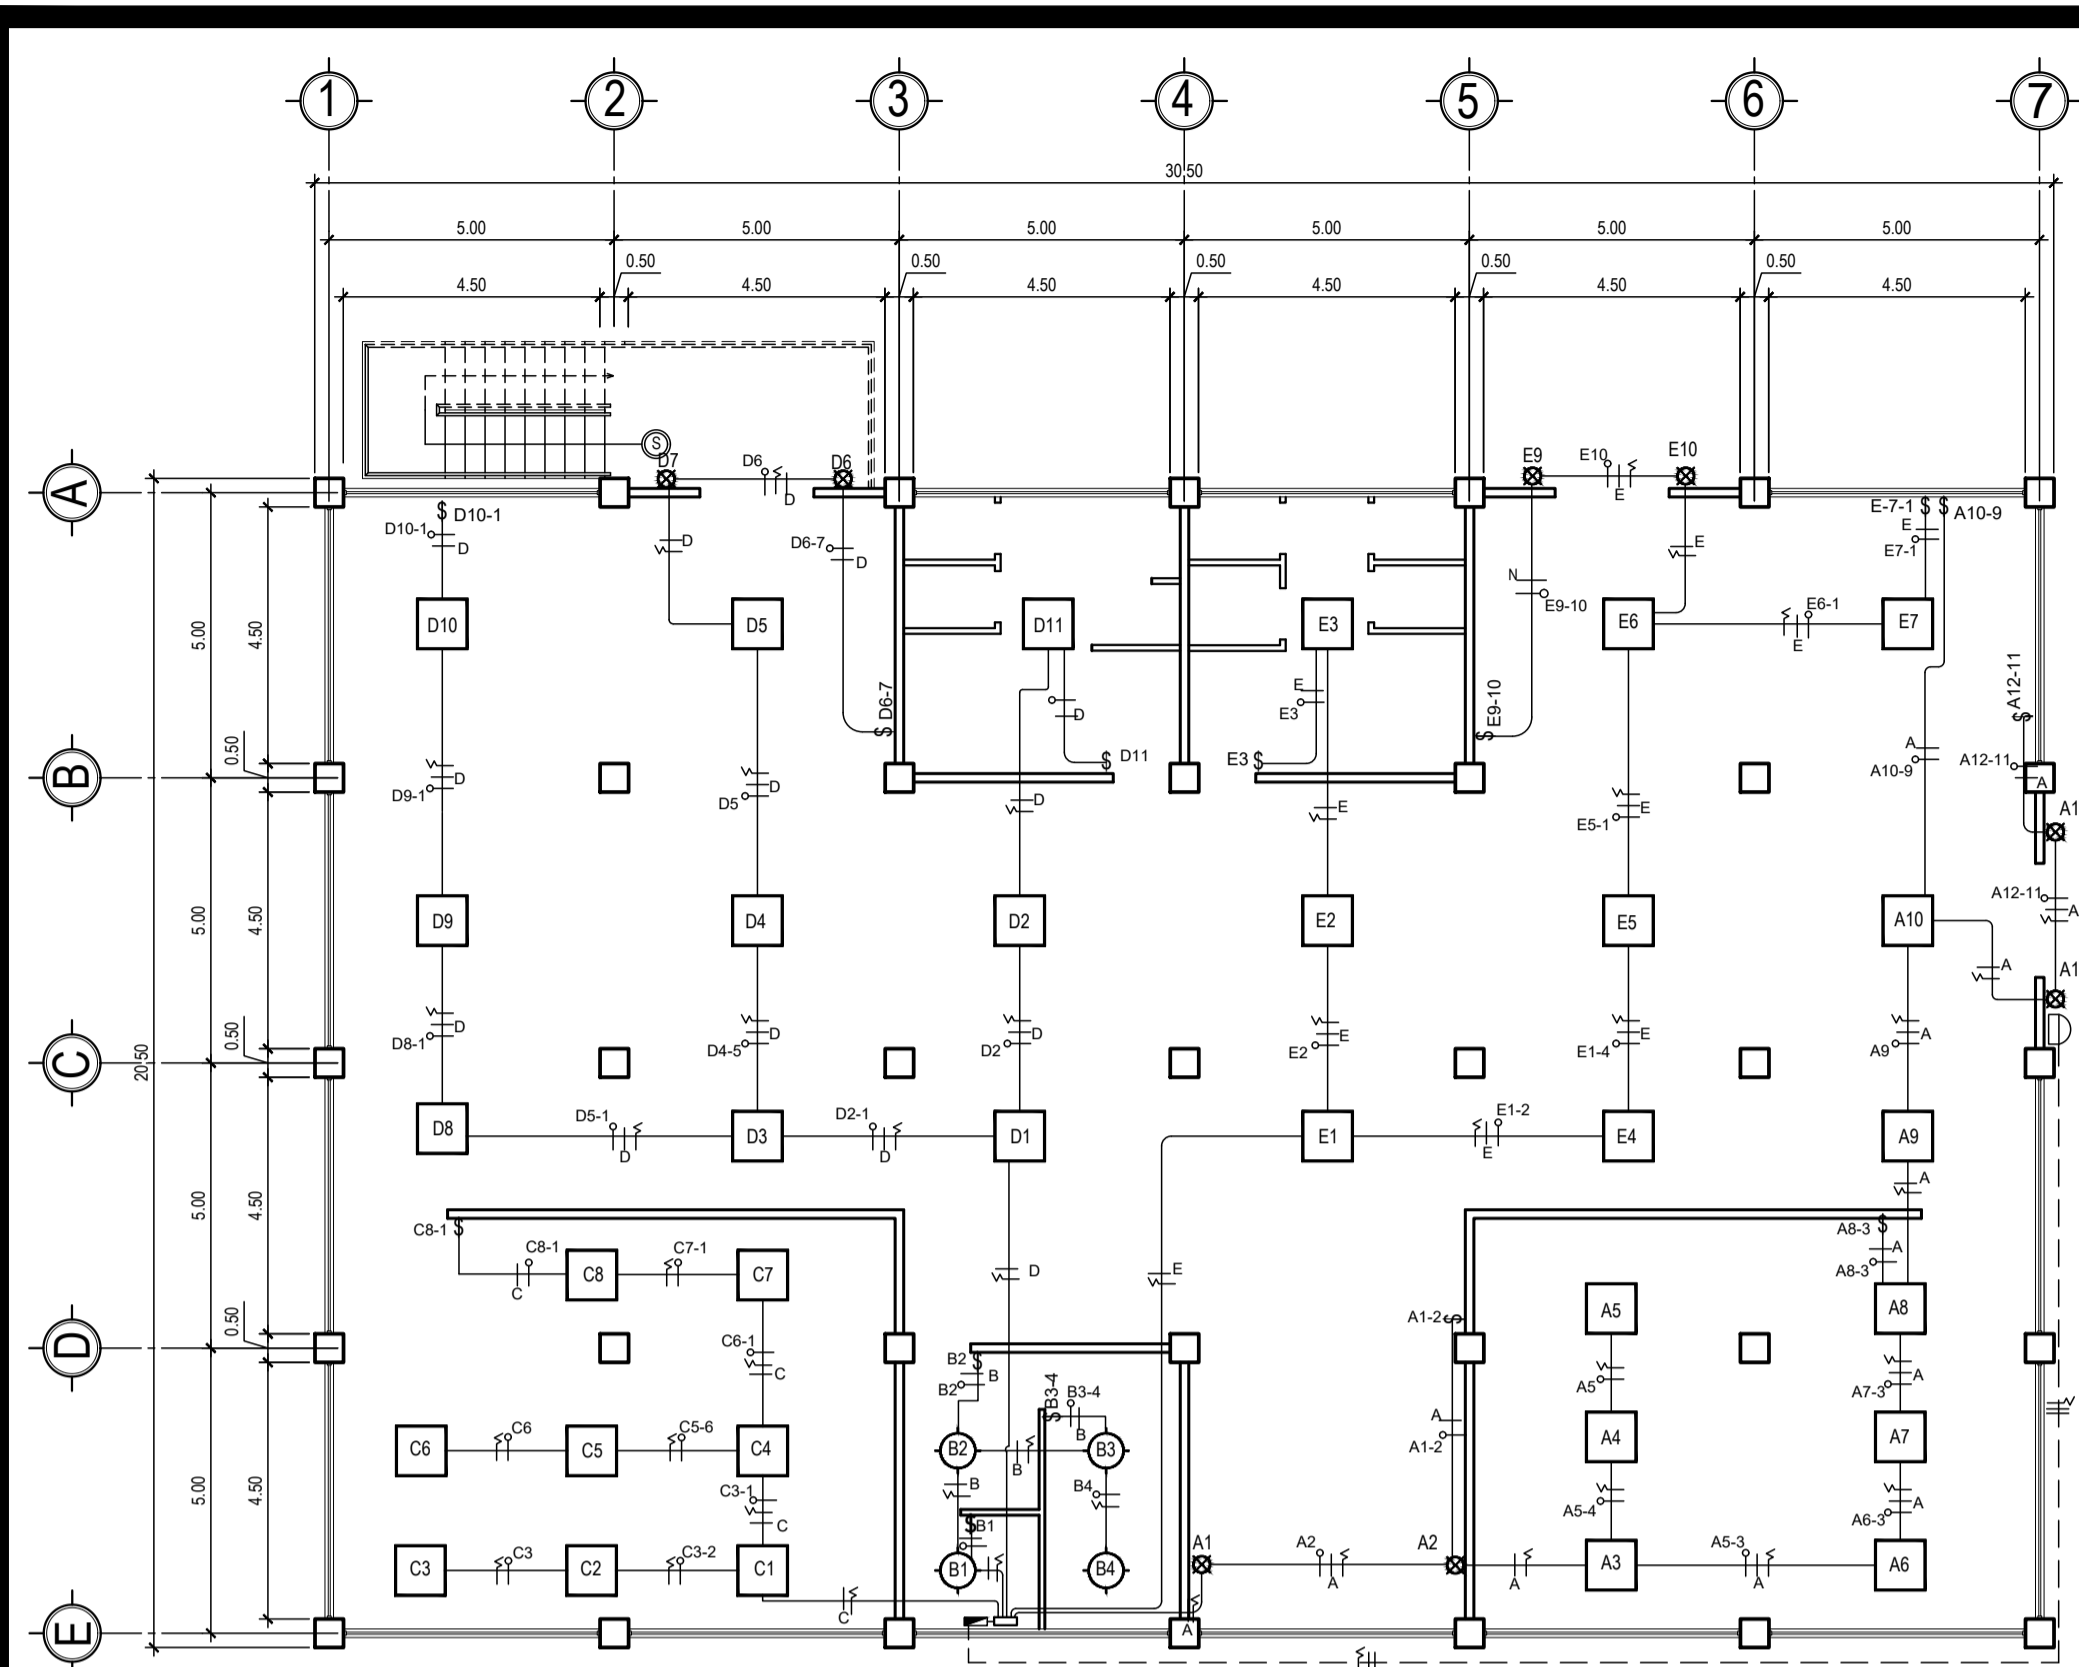 1 2 3 4 5 6 7
30.50
5.00 5.00 5.00 5.00 5.00 5.00
0.50 0.50 0.50 0.50 0.50
4.50 4.50 4.50 4.50 4.50 4.50
S
D7 D6 D6 E9 E10 E10
A
D E
D10-1 $ D10-1 E-7-1 $ $ A10-9
D D D6-7 D E E E7-1
N E9-10 E6-1
D10 D5 D11 E3 E6 E7
E
5.00 4.50
D6-7 E9-10 A12-11
D E E3
0.50
B
D11 E3 A A10-9 A12-11 A
D9-1 D D5 D D E E5-1 E
A1
A12-11 A
D9 D4 D2 E2 E5 A10
5.00 4.50
A A1
D8-1 D D4-5 D D2 D E2 E E1-4 E A9 A
0.50
C
20.50
D5-1 D2-1 E1-2
D8 D3 D1 E1 E4 A9
D D E
A
5.00 4.50
C8-1 $ A8-3 $
C8-1 C7-1 D E A A8-3
C8 C7
C
A5 A8
0.50
A1-2
D
C6-1 C B2 B2 B B3-4 B3-4 A5 A7-3 A
B A A1-2
C6 C6 C5 C5-6 C4 B2 B3 A4 A7
B
5.00 4.50
C3-1 C B B4 A5-4 A6-3 A
B1
A1 A2 A2 A5-3
C3 C3 C2 C3-2 C1 B1 B4 A3 A6
A A A
C
E
A